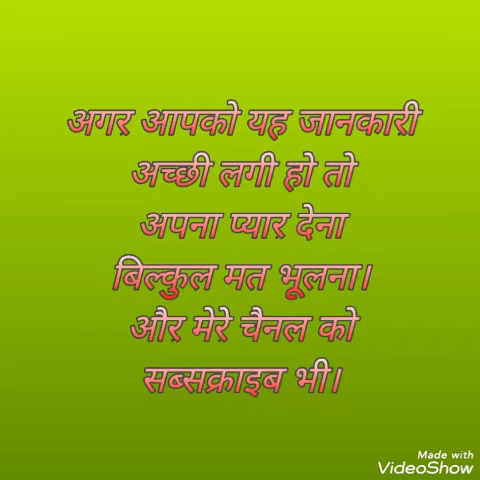 अगर आपको यह जानकारी
अच्छी लगी हो तो
अपना प्यार देना
बिल्कुल मत भूलना।
और मेरे चैनल को
सब्सक्राइब भी।
Made with
VideoShow